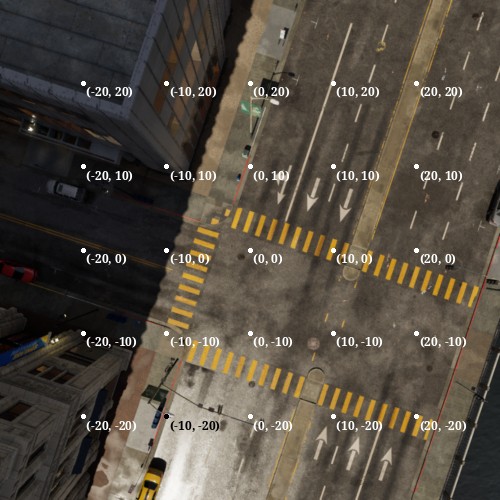 (-20, 20) (-10, 20) (0, 20) (10, 20) (20, 20)
(-20, 10) (-10, 10) (0, 10) (10, 10) (20, 10)
(-20, 0) (-10, 0) (0, 0) (10, 0) (20, 0)
(-20, -10) (-10, -10) (0, -10) (10, -10) (20, -10)
(-20, -20) (-10, -20) (0, -20) (10, -20) (20, -20)